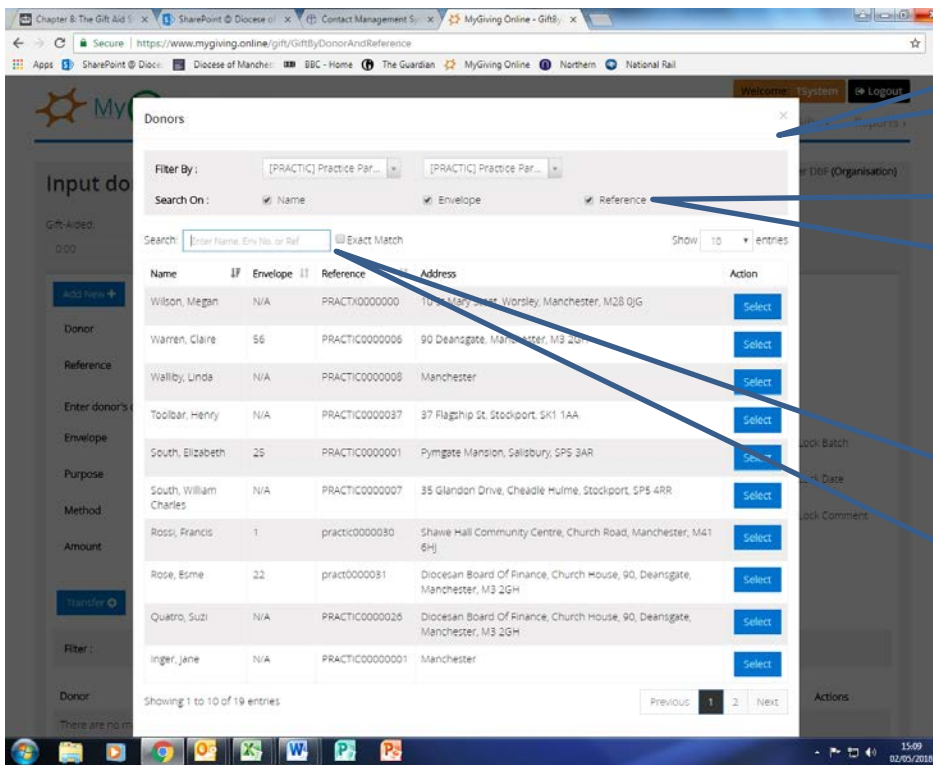 Chapter 8: The Gift Aid S
SharePoint @ Diocese of
Contact Management Sy
MyGiving Online - GiftBy
Secure | https://www.mygiving.online/gift/GiftByDonorAndReference
Apps SharePoint @ Dioce Diocese of Manches BBC - Home The Guardian MyGiving Online Northern National Rail
My
Welcome: TSystem Logout
Reports
Donors ×
Input do
(Organisation)
Filter By : [PRACTIC] Practice Par... [PRACTIC] Practice Par...
Search On : Name Envelope Reference
Gift-Aided:
0.00
Search: Enter Name, Env No. or Ref Exact Match Show 10 entries
Name Envelope Reference Address Action
Add New +
Wilson, Megan N/A PRACTX0000000 Mary Worsley, Manchester, M28 0JG Select
Donor
Warren, Claire 56 PRACTIC0000006 90 Deansgate, Manchester, M3 2GH Select
Reference
Wallby, Linda N/A PRACTIC0000008 Manchester Select
Enter donor's
Toolbar, Henry N/A PRACTIC0000037 37 Flagship St, Stockport, SK1 1AA Select
Envelope
Lock Batch
South, Elizabeth 25 PRACTIC0000001 Pymgate Mansion, Salisbury, SP5 3AR Select
Purpose
Lock Date
South, William Charles N/A PRACTIC0000007 35 Glandon Drive, Cheadle Hulme, Stockport, SP5 4RR Select
Method
Lock Comment
Rossi, Francis 1 practic0000030 Shawe Hall Community Centre, Church Road, Manchester, M41 6HJ Select
Amount
Rose, Esme 22 pract0000031 Diocesan Board Of Finance, Church House, 90, Deansgate, Manchester, M3 2GH Select
Transfer
Quatro, Suzi N/A PRACTIC0000026 Diocesan Board Of Finance, Church House, 90, Deansgate, Manchester, M3 2GH Select
Filter :
Inger, Jane N/A PRACTIC00000001 Manchester Select
Donor
Actions
Showing 1 to 10 of 19 entries Previous 1 2 Next
There are no
15:09
02/05/2018